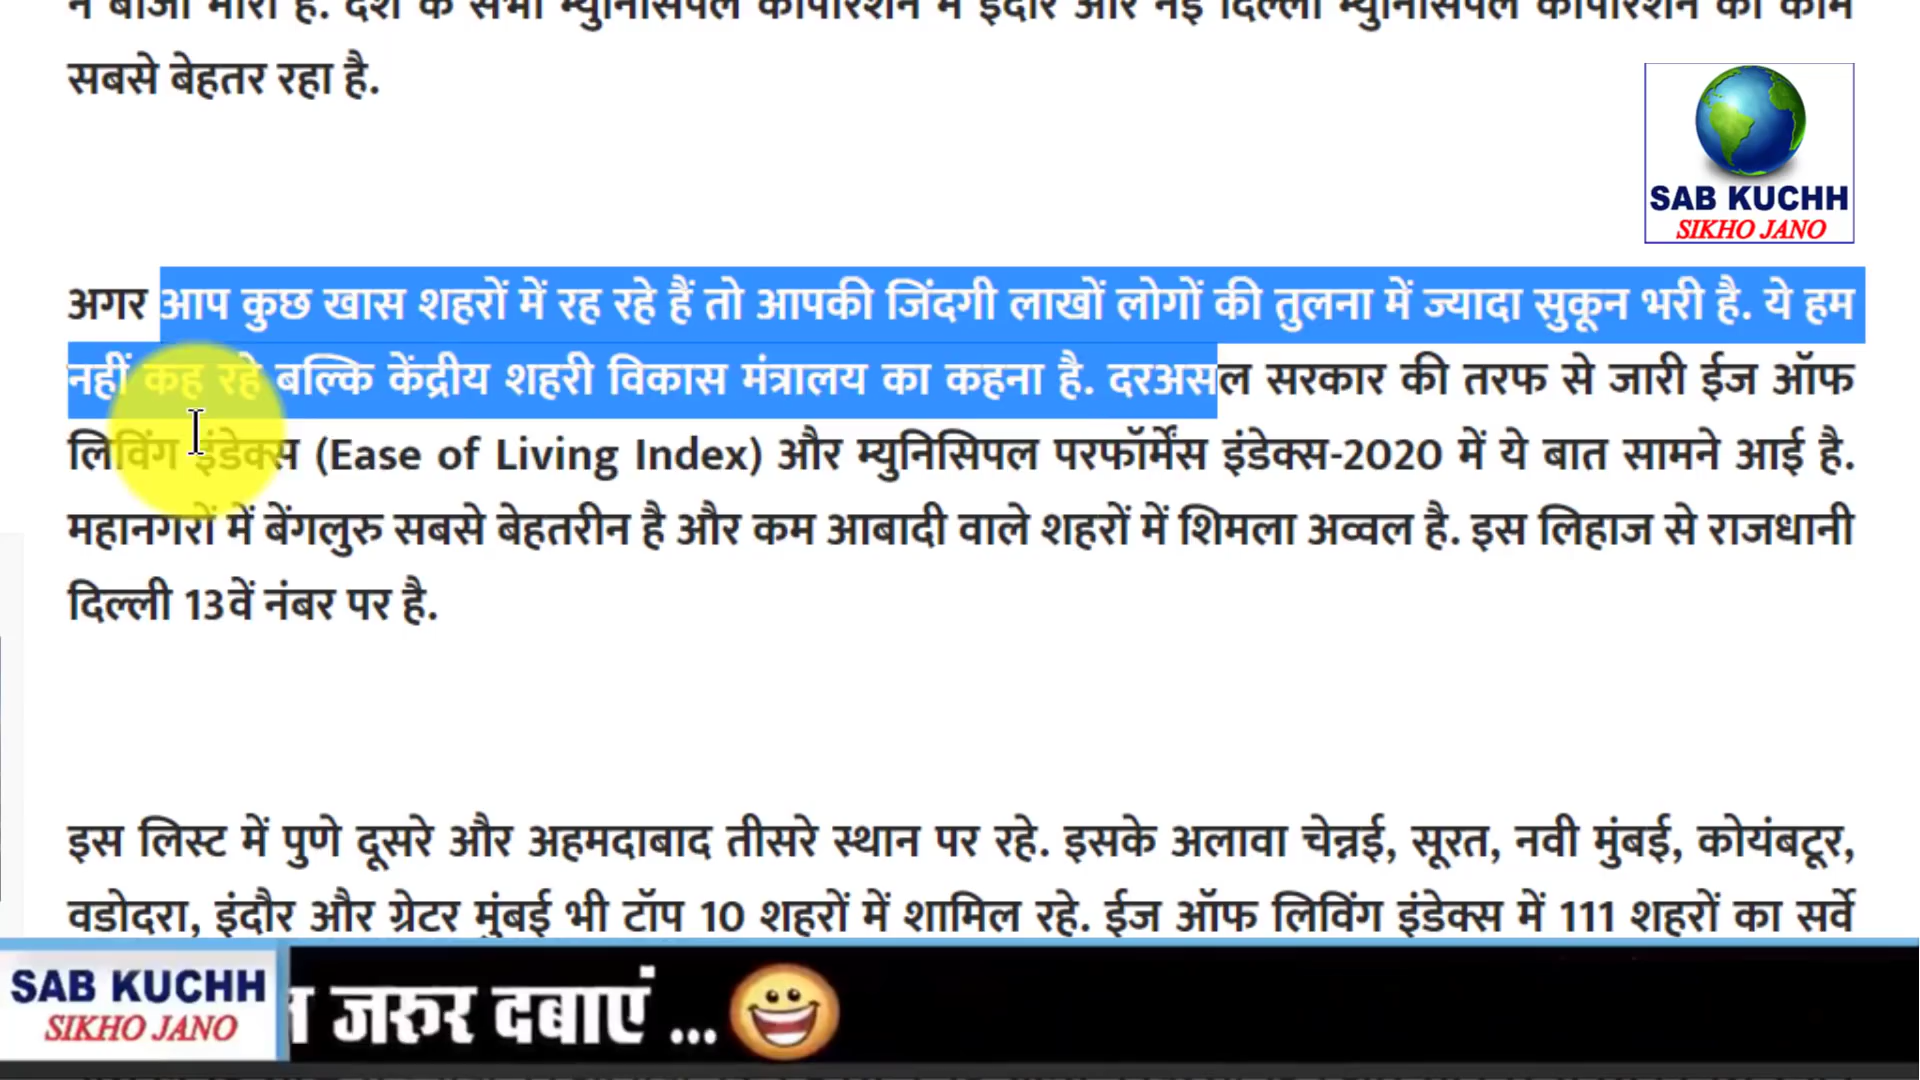 ने बाजी मारी है. देश के सभी म्युनिसिपल कॉर्पोरेशन में इंदौर और नई दिल्ली म्युनिसिपल कॉर्पोरेशन का काम
सबसे बेहतर रहा है.
SAB KUCHH
SIKHO JANO
अगर आप कुछ खास शहरों में रह रहे हैं तो आपकी जिंदगी लाखों लोगों की तुलना में ज्यादा सुकून भरी है. ये हम
नहीं कह रहे बल्कि केंद्रीय शहरी विकास मंत्रालय का कहना है. दरअसल सरकार की तरफ से जारी ईज ऑफ
लिविंग इंडेक्स (Ease of Living Index) और म्युनिसिपल परफॉर्मेंस इंडेक्स-2020 में ये बात सामने आई है.
महानगरों में बेंगलुरु सबसे बेहतरीन है और कम आबादी वाले शहरों में शिमला अव्वल है. इस लिहाज से राजधानी
दिल्ली 13वें नंबर पर है.
इस लिस्ट में पुणे दूसरे और अहमदाबाद तीसरे स्थान पर रहे. इसके अलावा चेन्नई, सूरत, नवी मुंबई, कोयंबटूर,
वडोदरा, इंदौर और ग्रेटर मुंबई भी टॉप 10 शहरों में शामिल रहे. ईज ऑफ लिविंग इंडेक्स में 111 शहरों का सर्वे
SAB KUCHH
SIKHO JANO
जरुर दबाएं ...